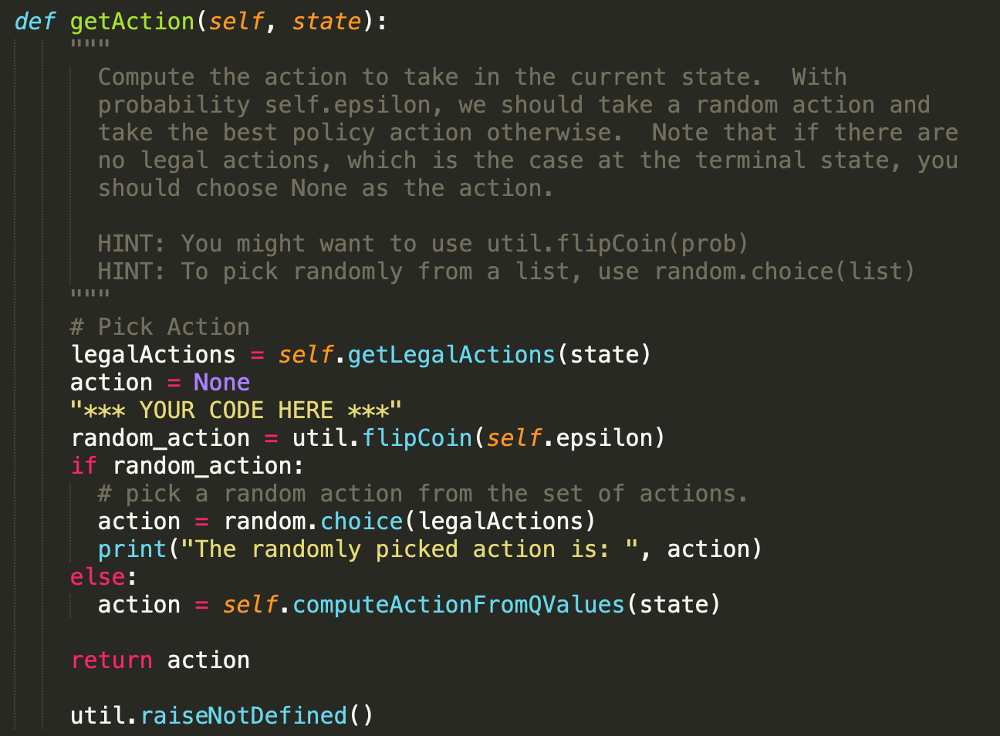 def getAction(self, state):
"""
Compute the action to take in the current state.  With
probability self.epsilon, we should take a random action and
take the best policy action otherwise.  Note that if there are
no legal actions, which is the case at the terminal state, you
should choose None as the action.
HINT: You might want to use util.flipCoin(prob)
HINT: To pick randomly from a list, use random.choice(list)
"""
# Pick Action
legalActions = self.getLegalActions(state)
action = None
"*** YOUR CODE HERE ***"
random_action = util.flipCoin(self.epsilon)
if random_action:
# pick a random action from the set of actions.
action = random.choice(legalActions)
print("The randomly picked action is: ", action)
else:
action = self.computeActionFromQValues(state)
return action
util.raiseNotDefined()